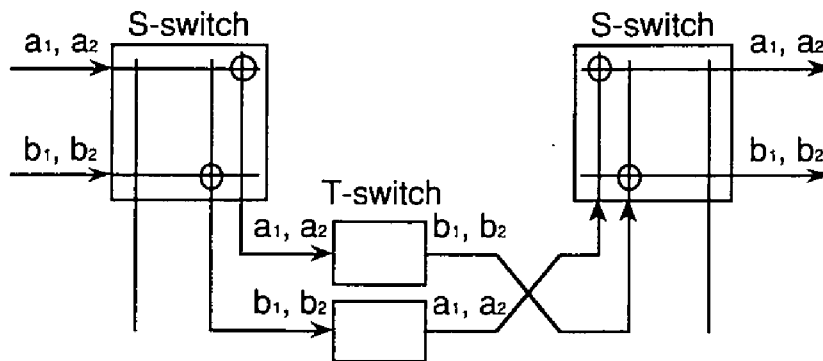 S-switch
S-switch
a₁, a₂
a₁, a₂
b₁, b₂
b₁, b₂
T-switch
a₁, a₂
b₁, b₂
b₁, b₂
a₁, a₂